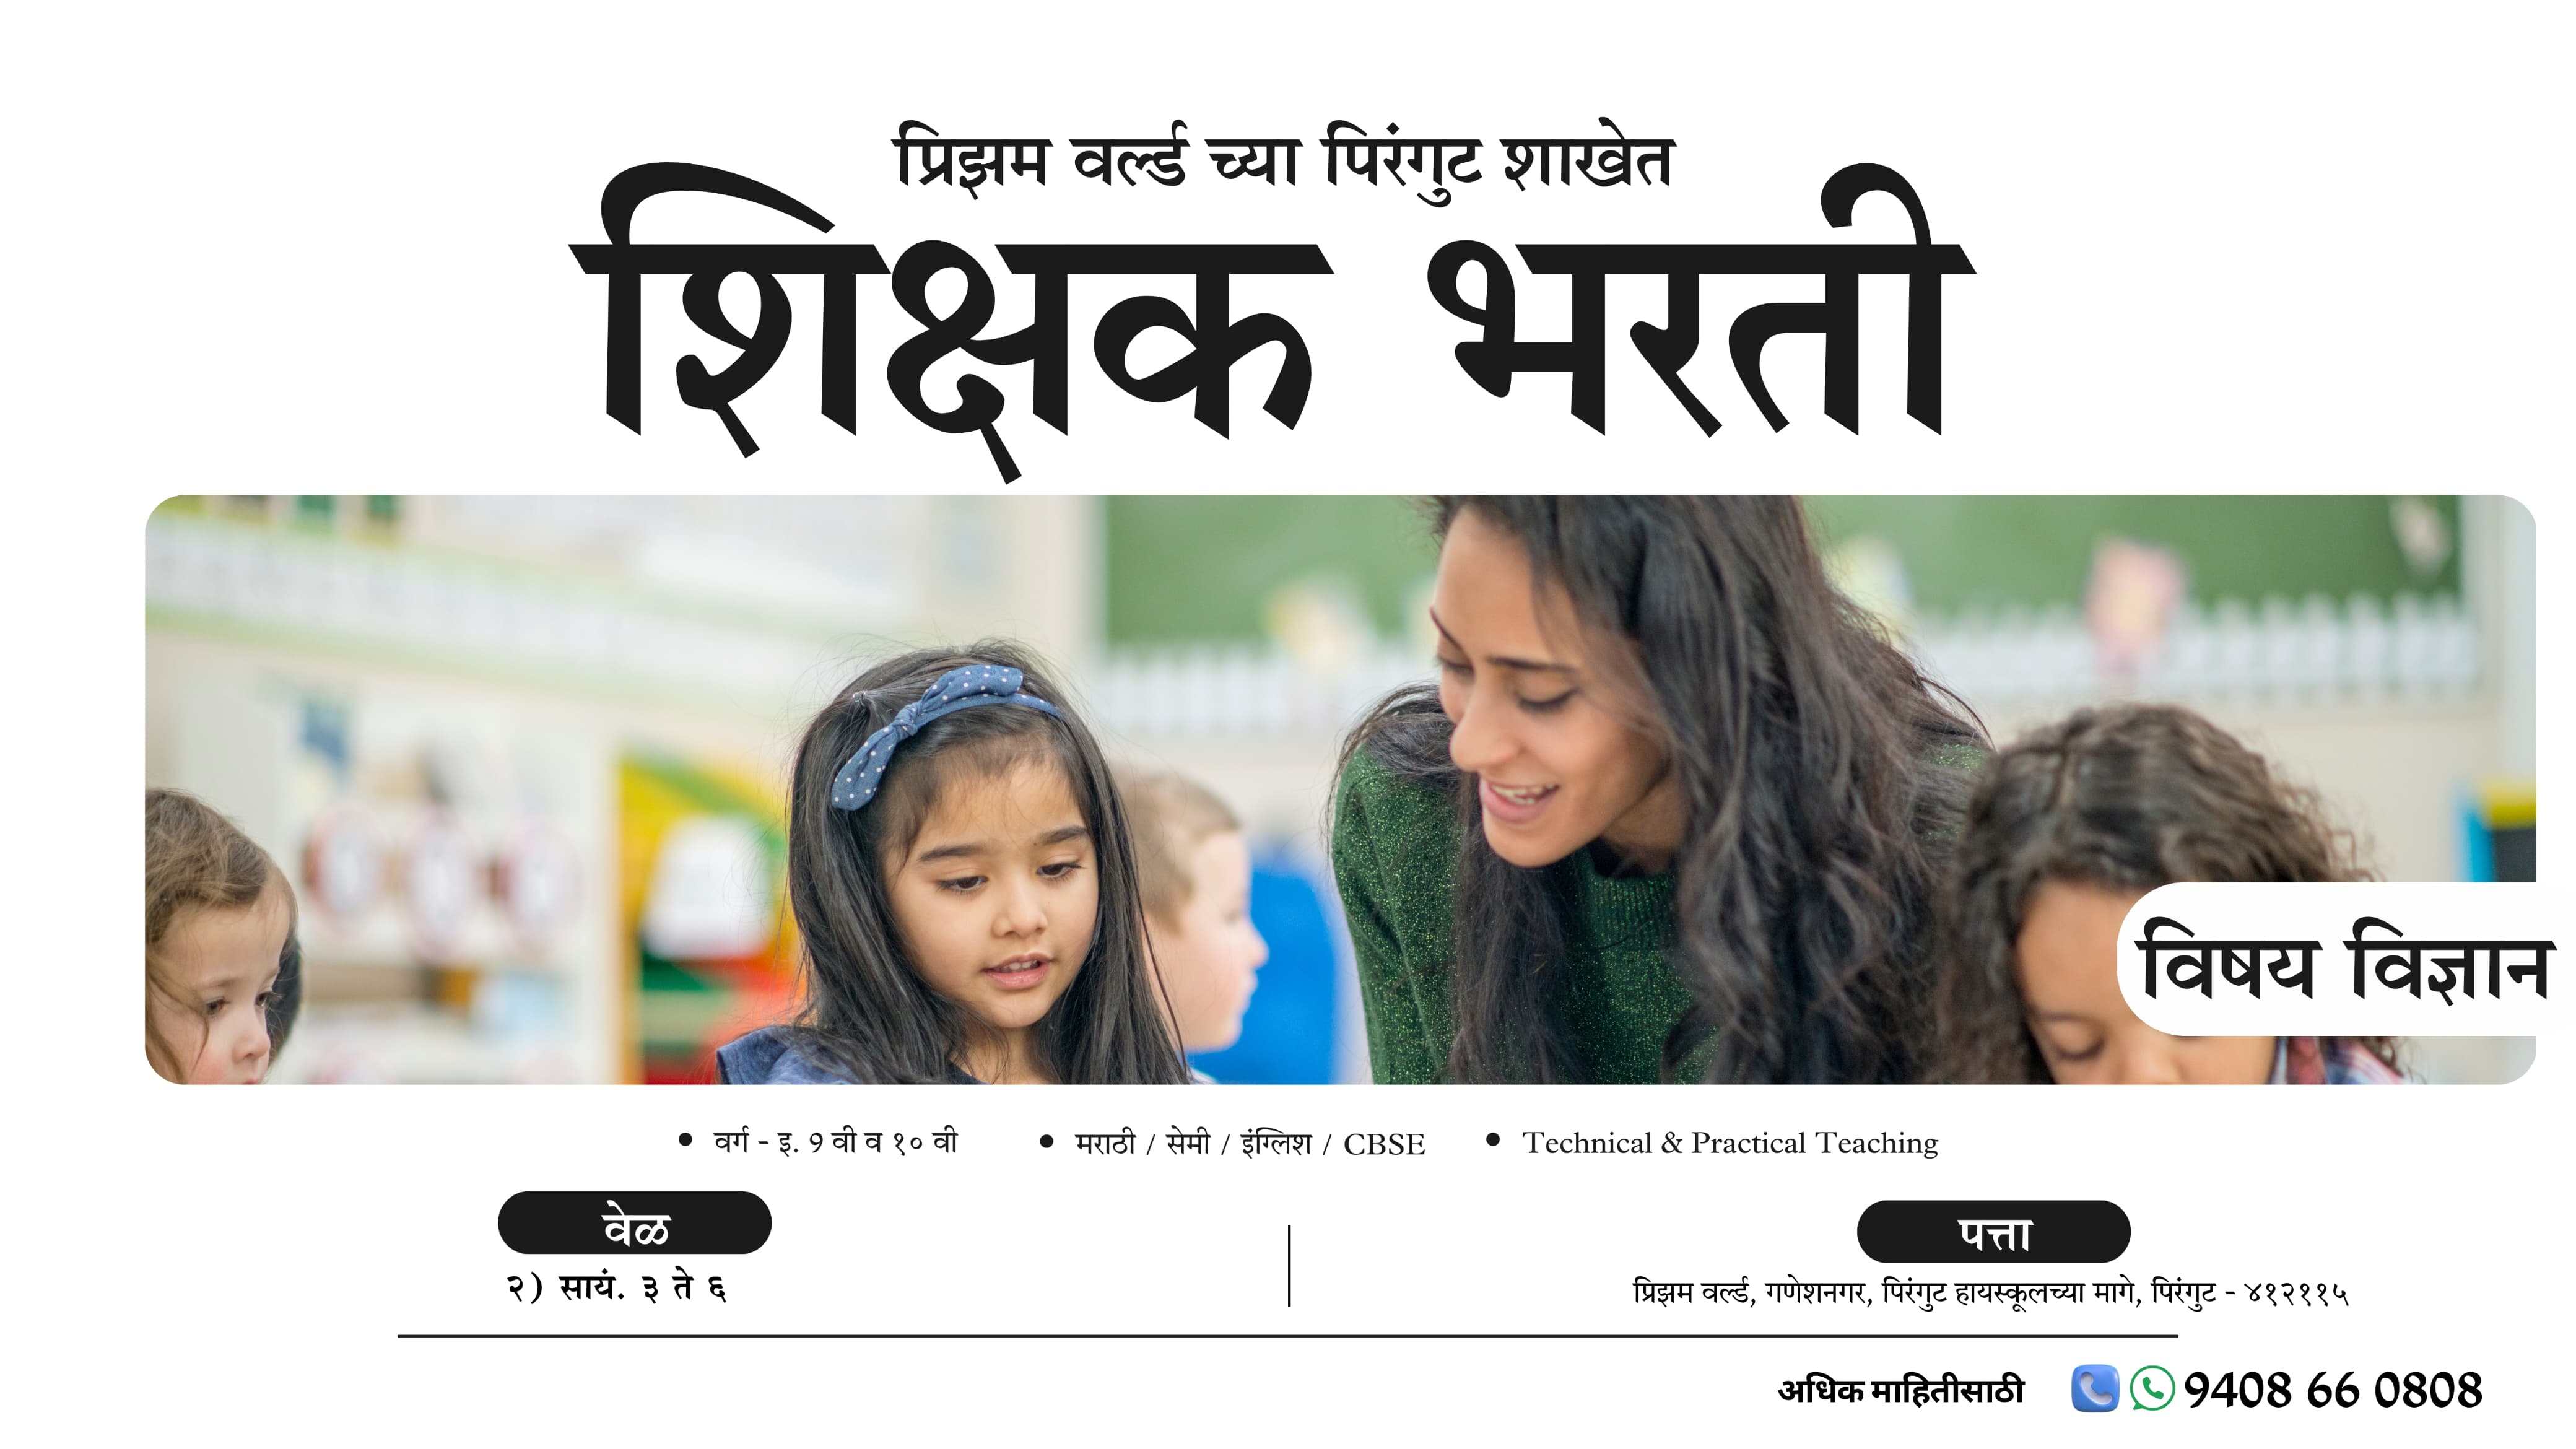 प्रिझम वर्ल्ड च्या पिरंगुट शाखेत
शिक्षक भरती
विषय विज्ञान
• वर्ग - इ. 9 वी व १० वी • मराठी / सेमी / इंग्लिश / CBSE • Technical & Practical Teaching
वेळ
२) सायं. ३ ते ६
पत्ता
प्रिझम वर्ल्ड, गणेशनगर, पिरंगुट हायस्कूलच्या मागे, पिरंगुट - ४१२११५
अधिक माहितीसाठी 9408 66 0808